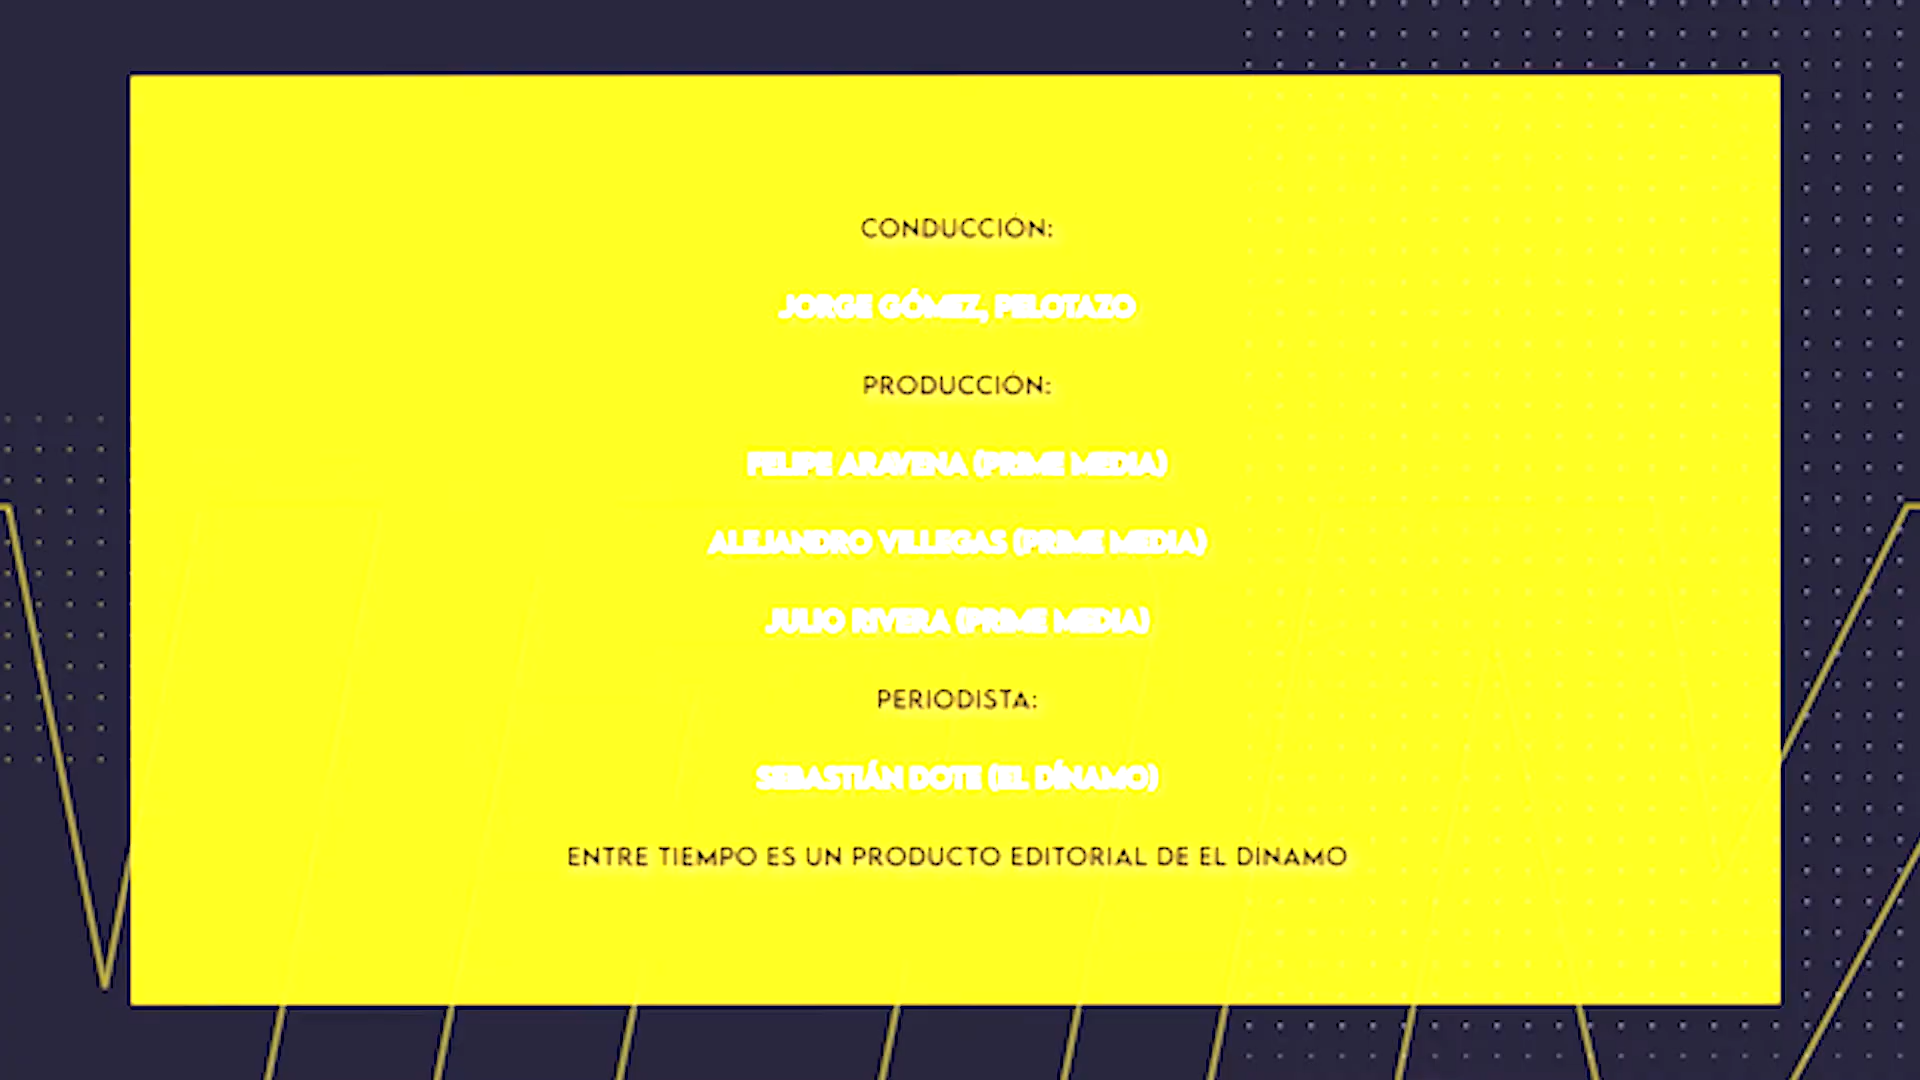 CONDUCCIÓN:
JORGE GÓMEZ, PELOTAZO
PRODUCCIÓN:
FELIPE ARAVENA (PRIME MEDIA)
ALEJANDRO VILLEGAS (PRIME MEDIA)
JULIO RIVERA (PRIME MEDIA)
PERIODISTA:
SEBASTIÁN DOTE (EL DÍNAMO)
ENTRE TIEMPO ES UN PRODUCTO EDITORIAL DE EL DINAMO